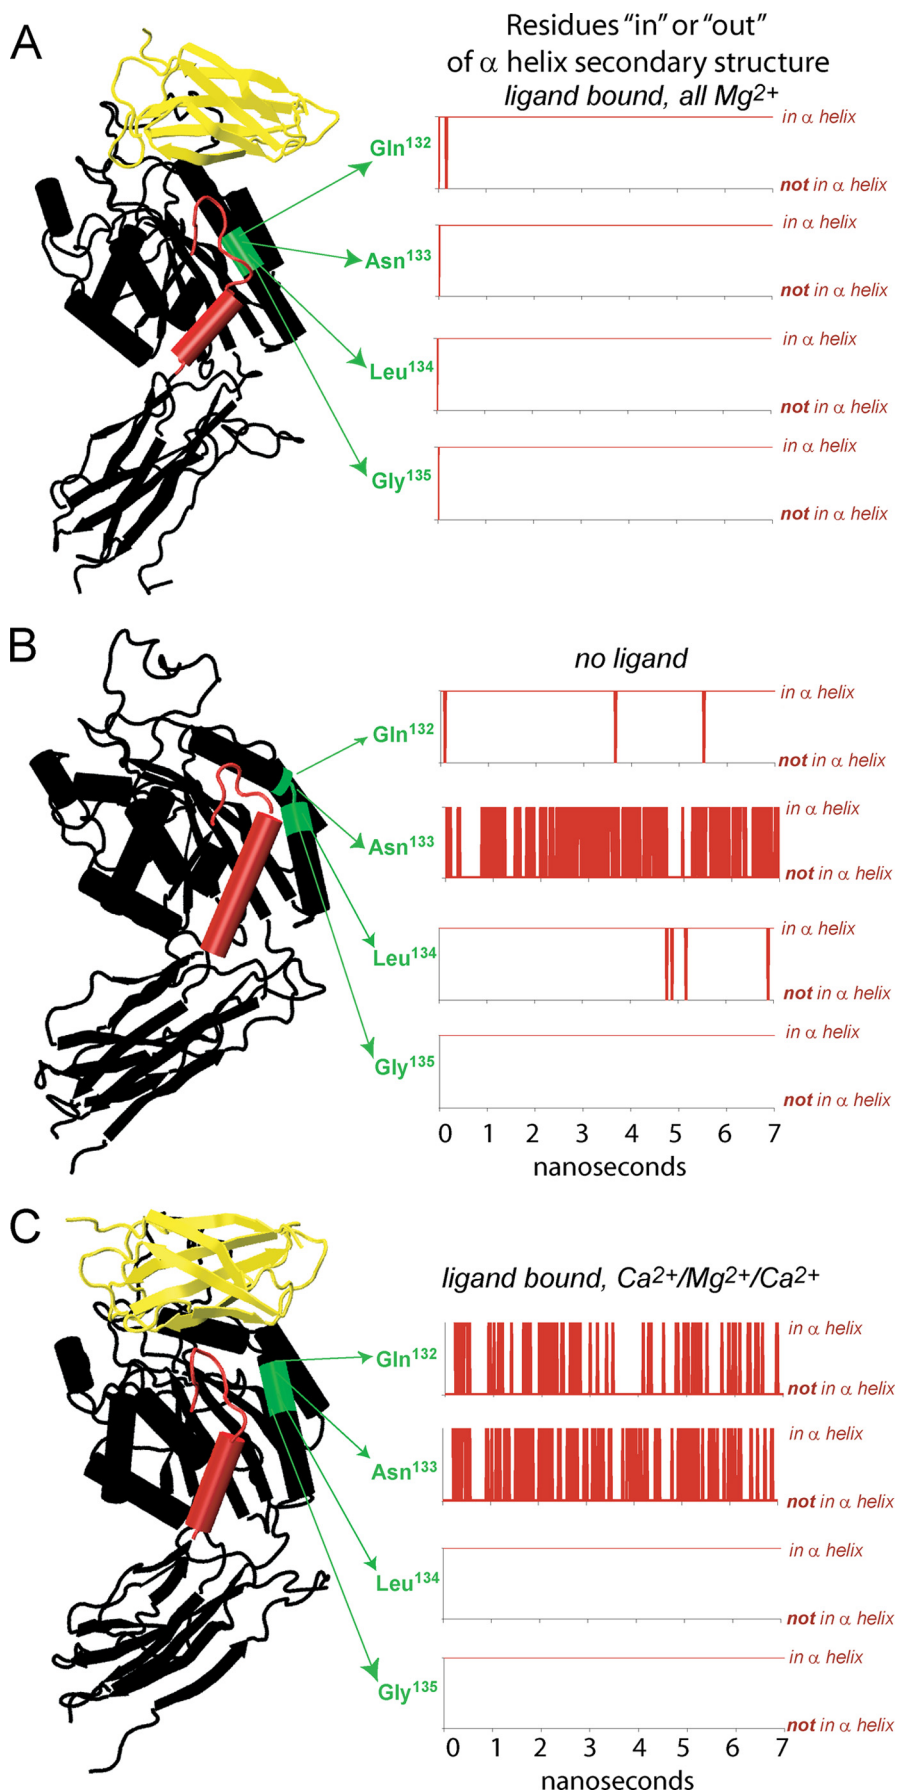 A
Residues “in” or “out”
of α helix secondary structure
ligand bound, all Mg2+
Gln132
in α helix
not in α helix
Asn133
in α helix
not in α helix
Leu134
in α helix
not in α helix
Gly135
in α helix
not in α helix
B
no ligand
Gln132
in α helix
not in α helix
Asn133
in α helix
not in α helix
Leu134
in α helix
not in α helix
Gly135
in α helix
not in α helix
0 1 2 3 4 5 6 7
nanoseconds
C
ligand bound, Ca2+/Mg2+/Ca2+
Gln132
in α helix
not in α helix
Asn133
in α helix
not in α helix
Leu134
in α helix
not in α helix
Gly135
in α helix
not in α helix
0 1 2 3 4 5 6 7
nanoseconds